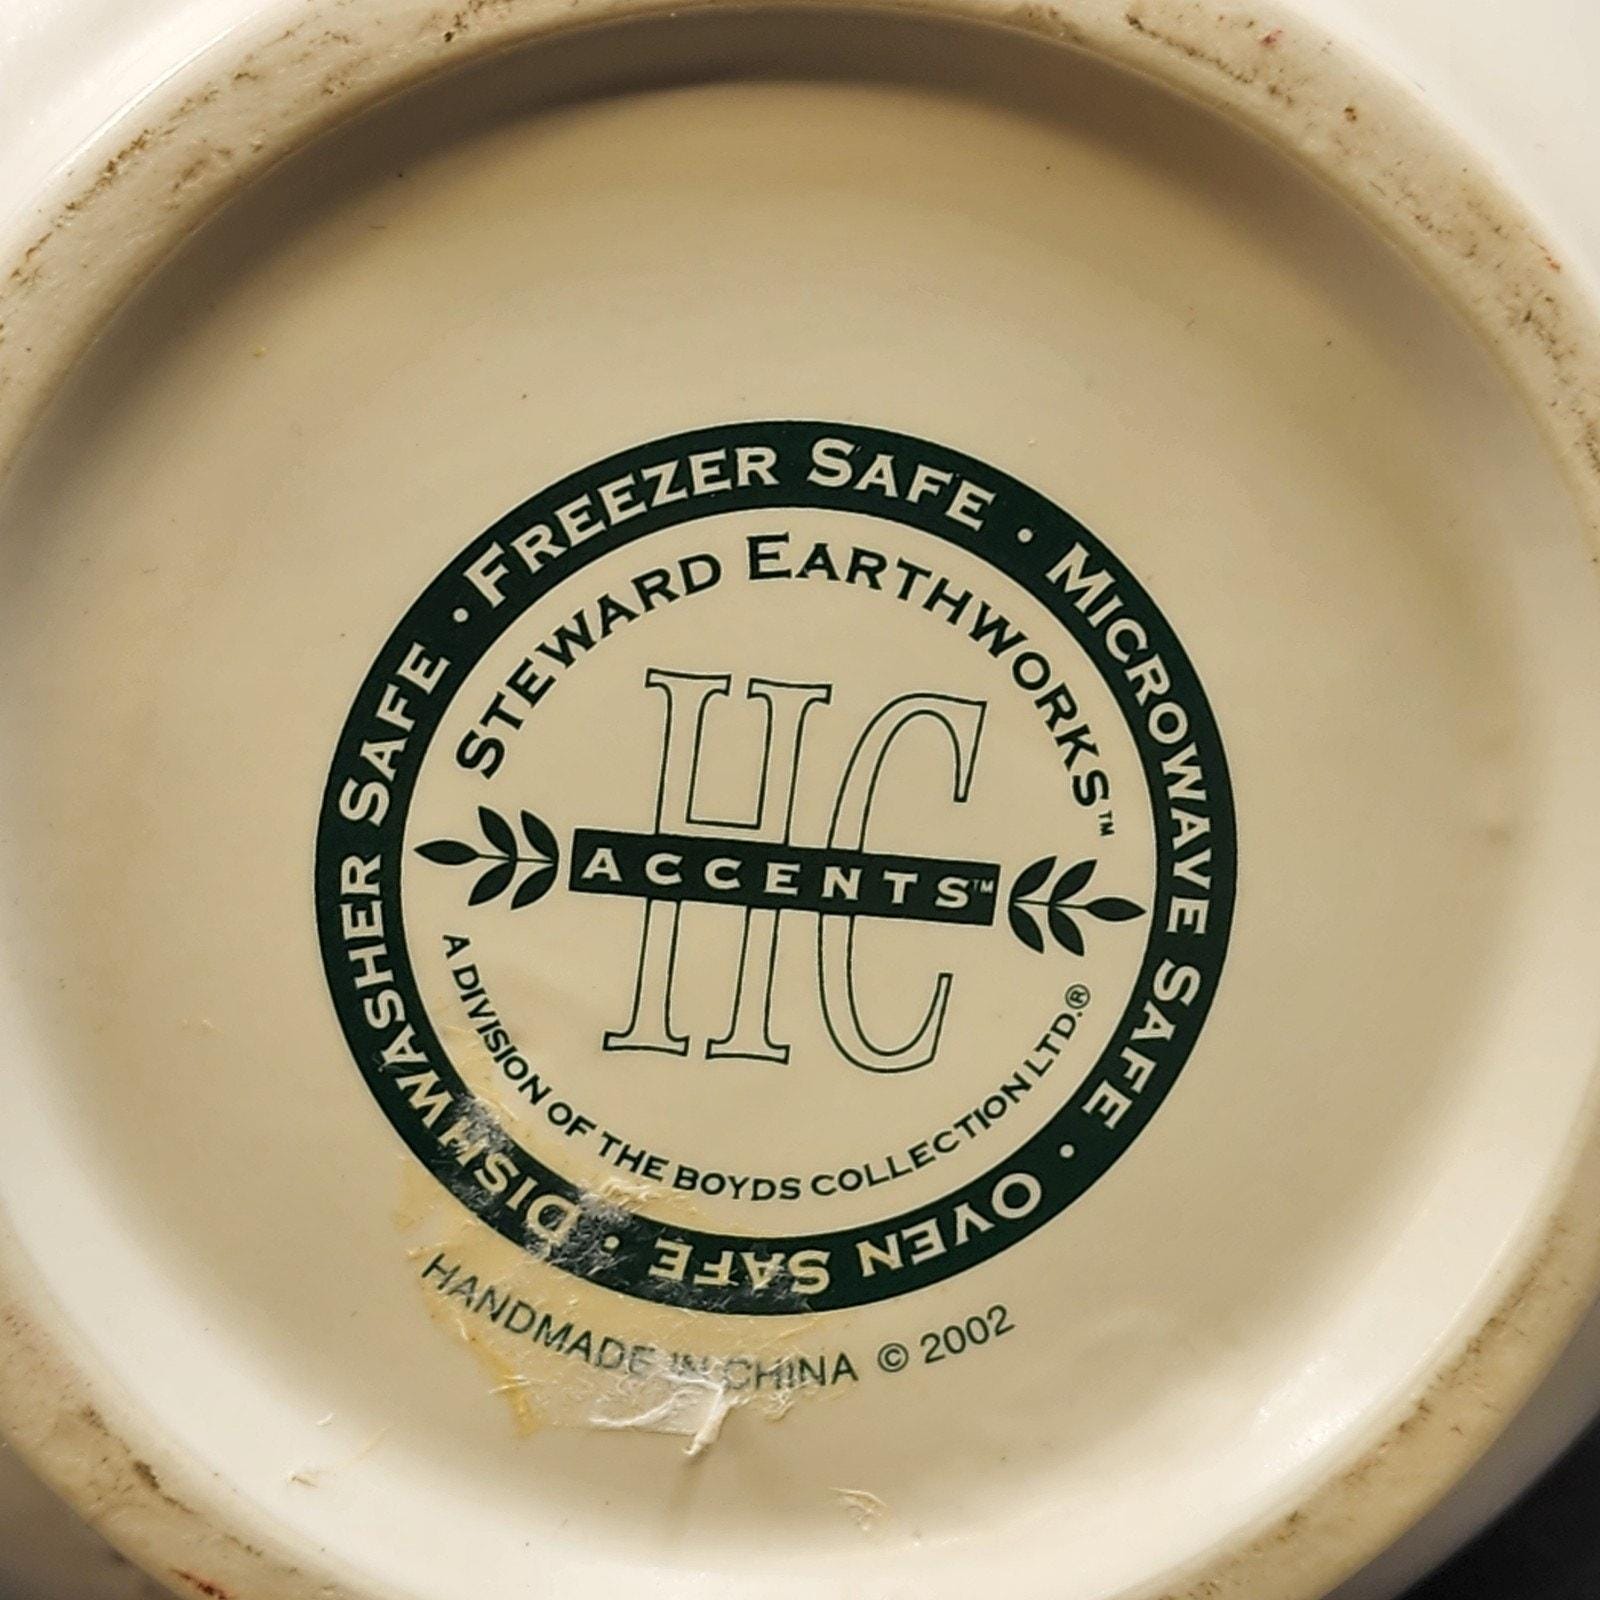 FREEZER SAFE · MICROWAVE SAFE · OVEN SAFE · DISHWASHER SAFE ·
STEWARD EARTHWORKS™
HC
ACCENTS™
A DIVISION OF THE BOYDS COLLECTION LTD.®
HANDMADE IN CHINA © 2002